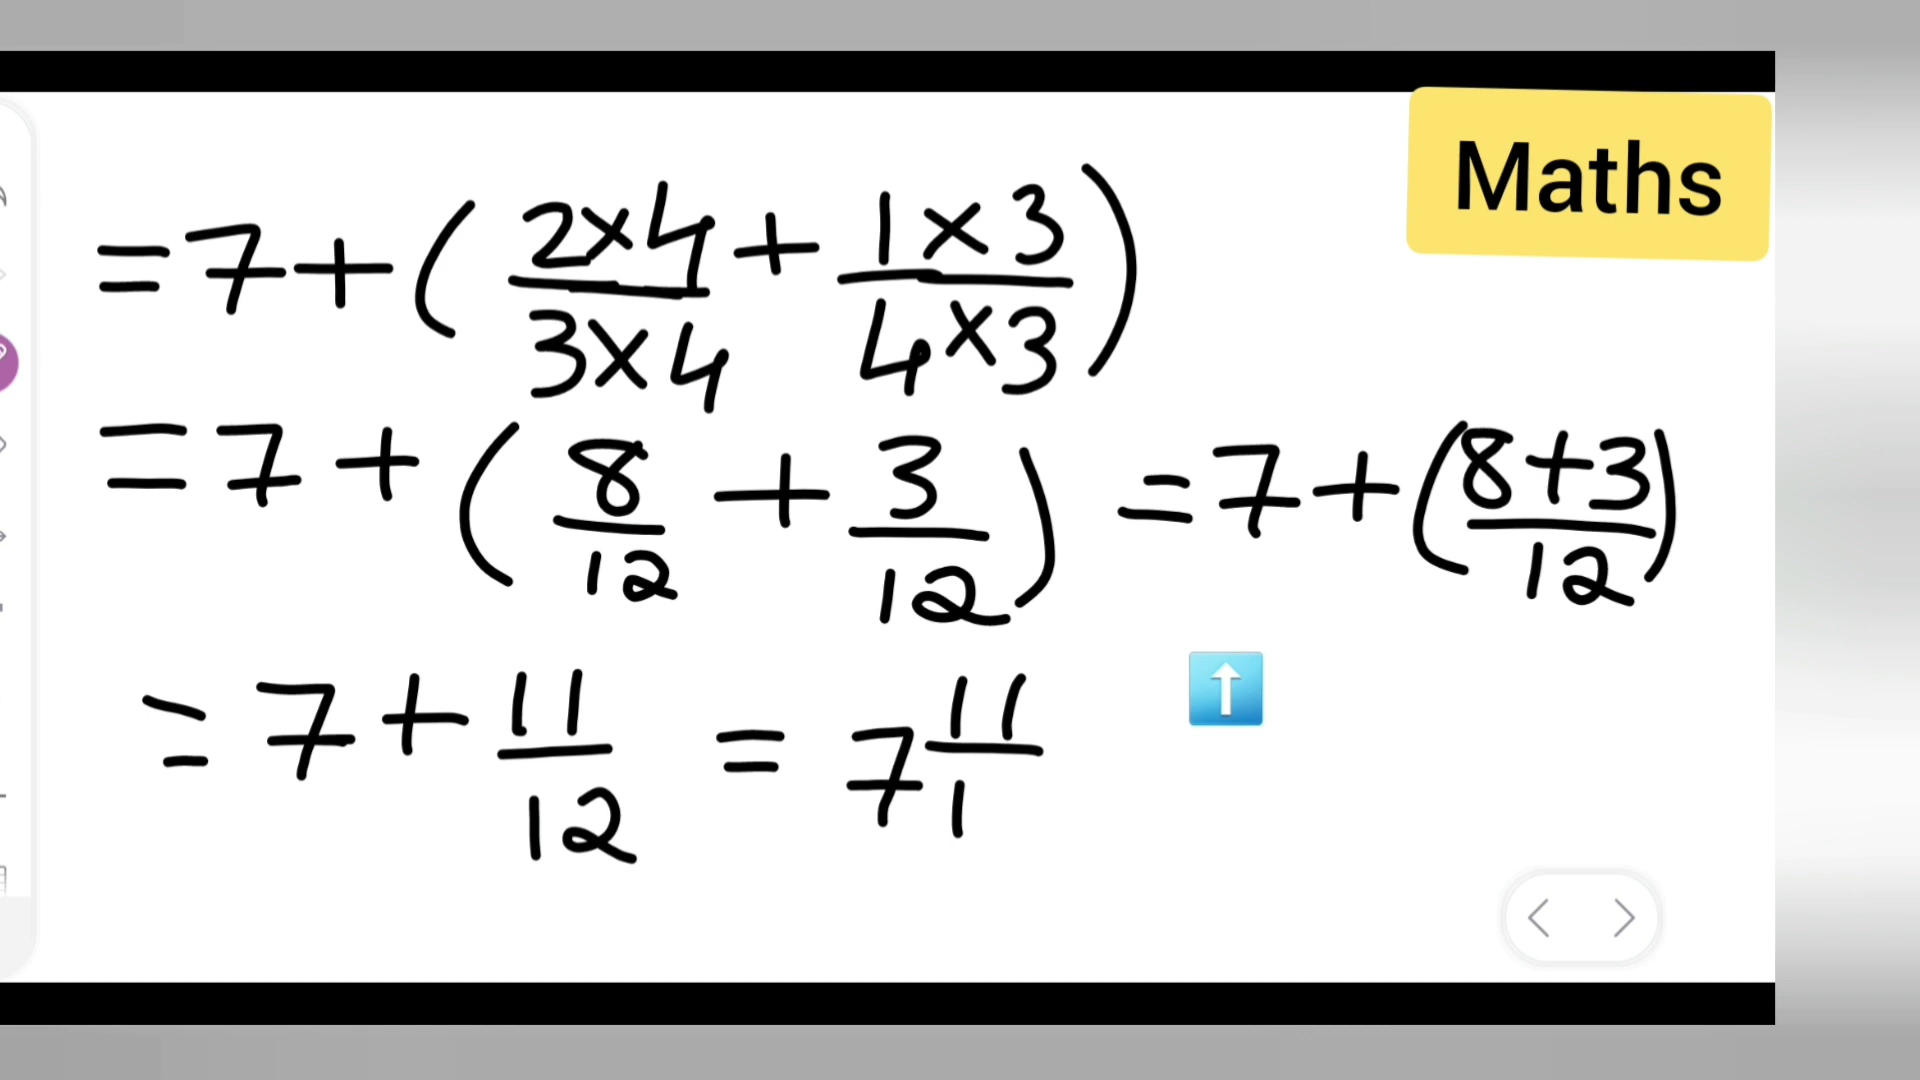 Maths
=7+(2×4/3×4+1×3/4×3)
=7+(8/12+3/12)=7+(8+3/12)
=7+11/12=7 11/1